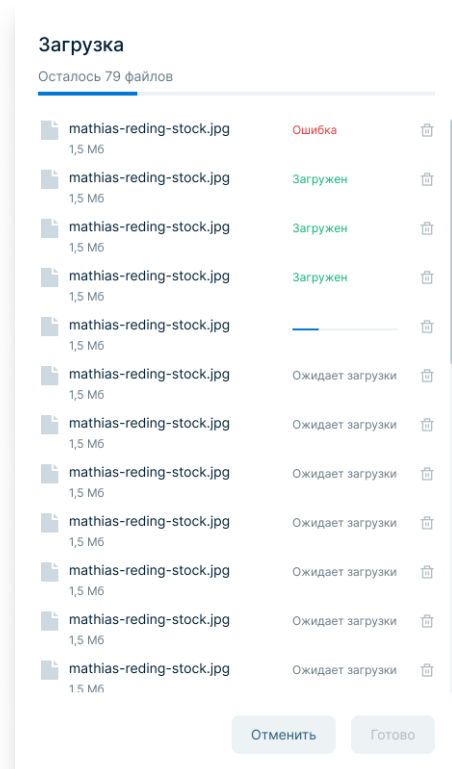 Загрузка
Осталось 79 файлов
mathias-reding-stock.jpg Ошибка
1,5 Мб
mathias-reding-stock.jpg Загружен
1,5 Мб
mathias-reding-stock.jpg Загружен
1,5 Мб
mathias-reding-stock.jpg Загружен
1,5 Мб
mathias-reding-stock.jpg
1,5 Мб
mathias-reding-stock.jpg Ожидает загрузки
1,5 Мб
mathias-reding-stock.jpg Ожидает загрузки
1,5 Мб
mathias-reding-stock.jpg Ожидает загрузки
1,5 Мб
mathias-reding-stock.jpg Ожидает загрузки
1,5 Мб
mathias-reding-stock.jpg Ожидает загрузки
1,5 Мб
mathias-reding-stock.jpg Ожидает загрузки
1,5 Мб
mathias-reding-stock.jpg Ожидает загрузки
1,5 Мб
Отменить Готово